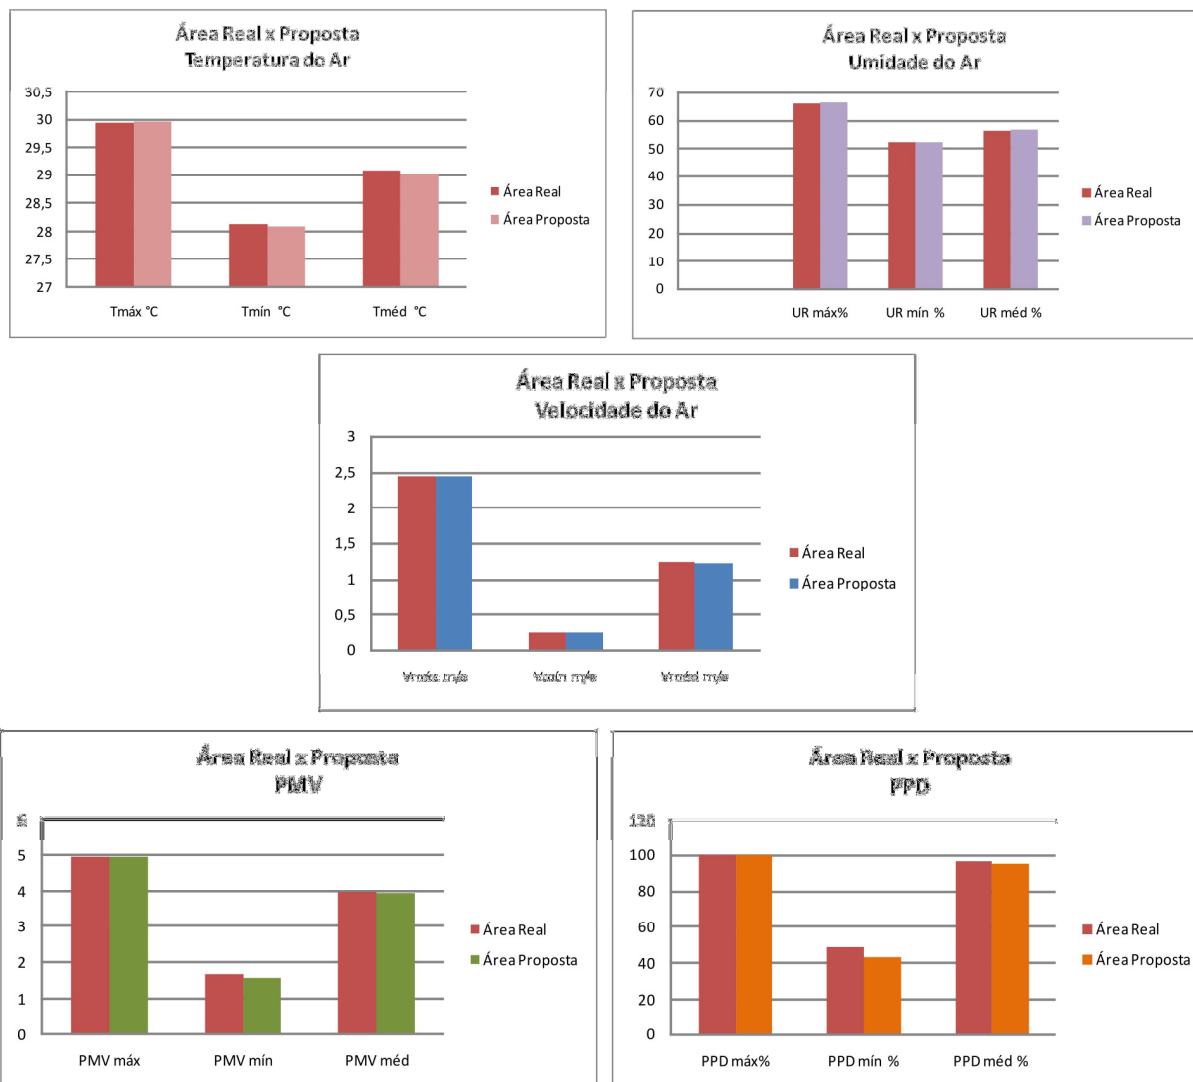 Área Real x Proposta
Temperatura do Ar
30,5
30
29,5
29
28,5
28
27,5
27
Tmáx °C
Tmín °C
Tméd °C
Área Real
Área Proposta
Área Real x Proposta
Umidade do Ar
70
60
50
40
30
20
10
0
UR máx%
UR mín %
UR méd %
Área Real
Área Proposta
Área Real x Proposta
Velocidade do Ar
3
2,5
2
1,5
1
0,5
0
Vmáx m/s
Vmín m/s
Vméd m/s
Área Real
Área Proposta
Área Real x Proposta
PMV
6
5
4
3
2
1
0
PMV máx
PMV mín
PMV méd
Área Real
Área Proposta
Área Real x Proposta
PPD
120
100
80
60
40
20
0
PPD máx%
PPD mín %
PPD méd %
Área Real
Área Proposta